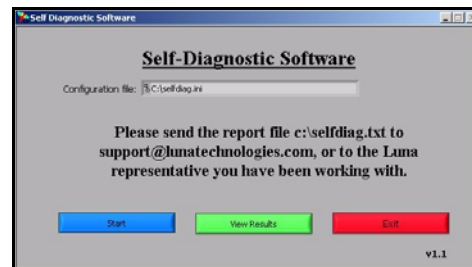 Self Diagnostic Software
Self-Diagnostic Software
Configuration file: C:\selfdiag.ini
Please send the report file c:\selfdiag.txt to
support@lunatechnologies.com, or to the Luna
representative you have been working with.
Start View Results Exit
v1.1